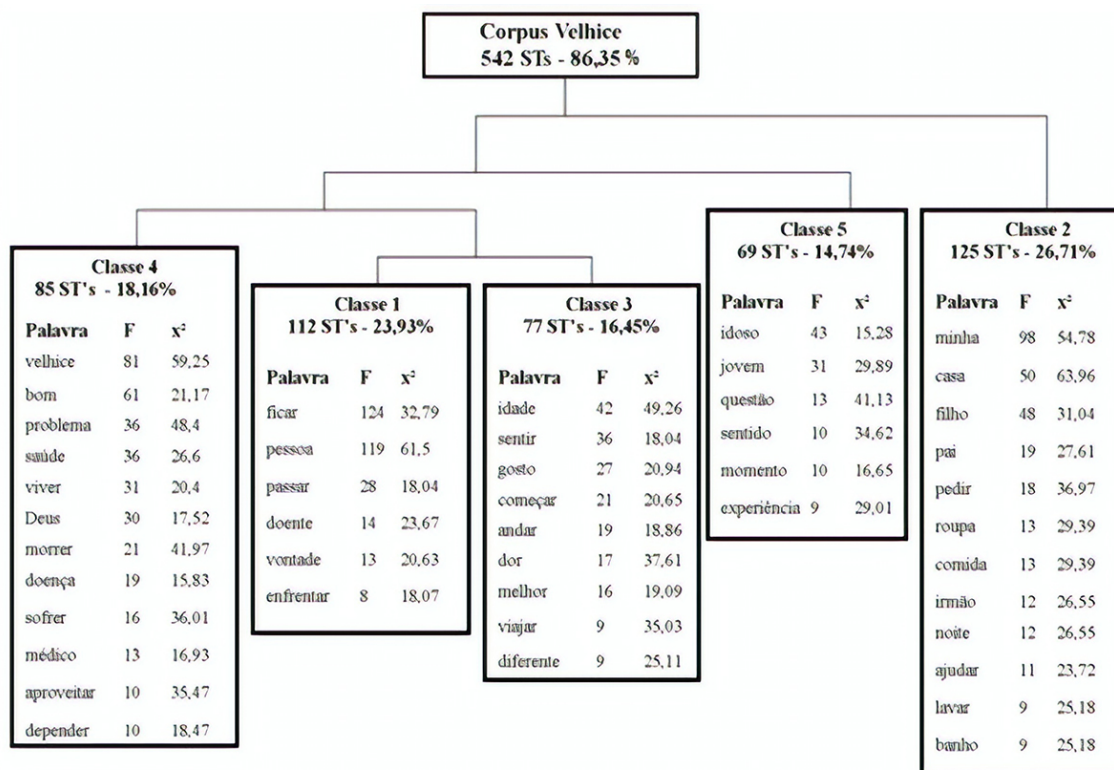 Corpus Velhice
542 STs - 86,35 %
Classe 4
85 ST's - 18,16%
Palavra F x²
velhice 81 59,25
bom 61 21,17
problema 36 48,4
saúde 36 26,6
viver 31 20,4
Deus 30 17,52
morrer 21 41,97
doença 19 15,83
sofrer 16 36,01
médico 13 16,93
aproveitar 10 35,47
depender 10 18,47
Classe 1
112 ST's - 23,93%
Palavra F x²
ficar 124 32,79
pessoa 119 61,5
passar 28 18,04
doente 14 23,67
vontade 13 20,63
enfrentar 8 18,07
Classe 3
77 ST's - 16,45%
Palavra F x²
idade 42 49,26
sentir 36 18,04
gosto 27 20,94
começar 21 20,65
andar 19 18,86
dor 17 37,61
melhor 16 19,09
viajar 9 35,03
diferente 9 25,11
Classe 5
69 ST's - 14,74%
Palavra F x²
idoso 43 15,28
jovem 31 29,89
questão 13 41,13
sentido 10 34,62
momento 10 16,65
experiência 9 29,01
Classe 2
125 ST's - 26,71%
Palavra F x²
minha 98 54,78
casa 50 63,96
filho 48 31,04
pai 19 27,61
pedir 18 36,97
roupa 13 29,39
comida 13 29,39
irmão 12 26,55
noite 12 26,55
ajudar 11 23,72
lavar 9 25,18
banho 9 25,18